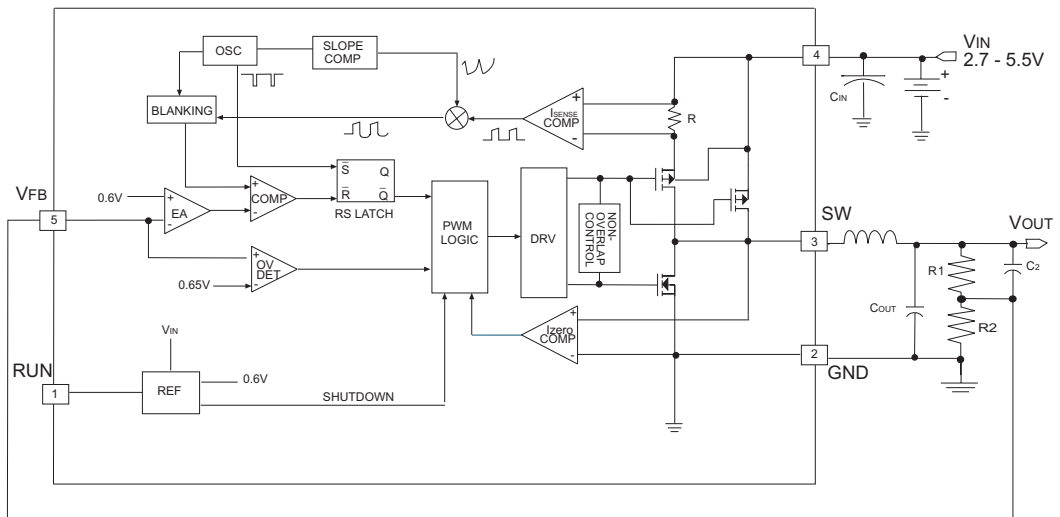 OSC
SLOPE
COMP
BLANKING
+
-
ISENSE
COMP
R
4
VIN
2.7 - 5.5V
+
-
CIN
S
Q
R
Q
RS LATCH
VFB
5
0.6V
+
-
EA
+
-
COMP
PWM
LOGIC
DRV
NON-
OVERLAP
CONTROL
SW
3
VOUT
R1
C2
COUT
R2
+
-
OV
DET
0.65V
+
-
Izero
COMP
2
GND
VIN
RUN
1
REF
0.6V
SHUTDOWN